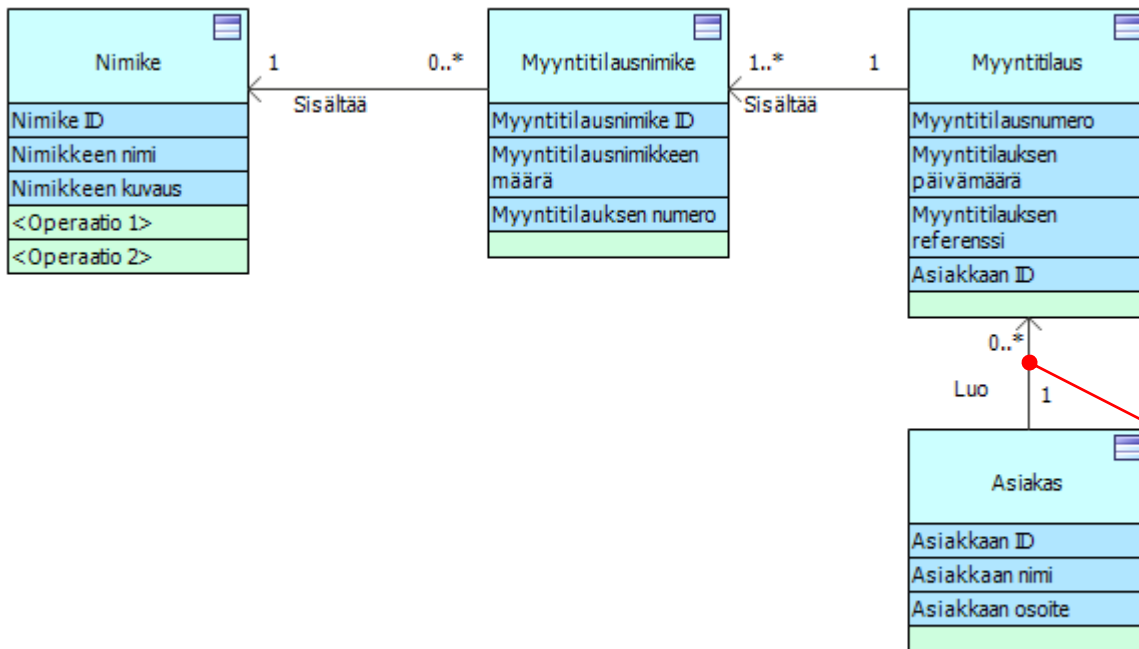 Nimike
1
0..*
Sisältää
Myyntitilausnimike
1..*
1
Sisältää
Myyntitilaus
Nimike ID
Nimikkeen nimi
Nimikkeen kuvaus
<Operaatio 1>
<Operaatio 2>
Myyntitilausnimike ID
Myyntitilausnimikkeen
määrä
Myyntitilauksen numero
Myyntitilausnumero
Myyntitilauksen
päivämäärä
Myyntitilauksen
referenssi
Asiakkaan ID
0..*
Luo
1
Asiakas
Asiakkaan ID
Asiakkaan nimi
Asiakkaan osoite